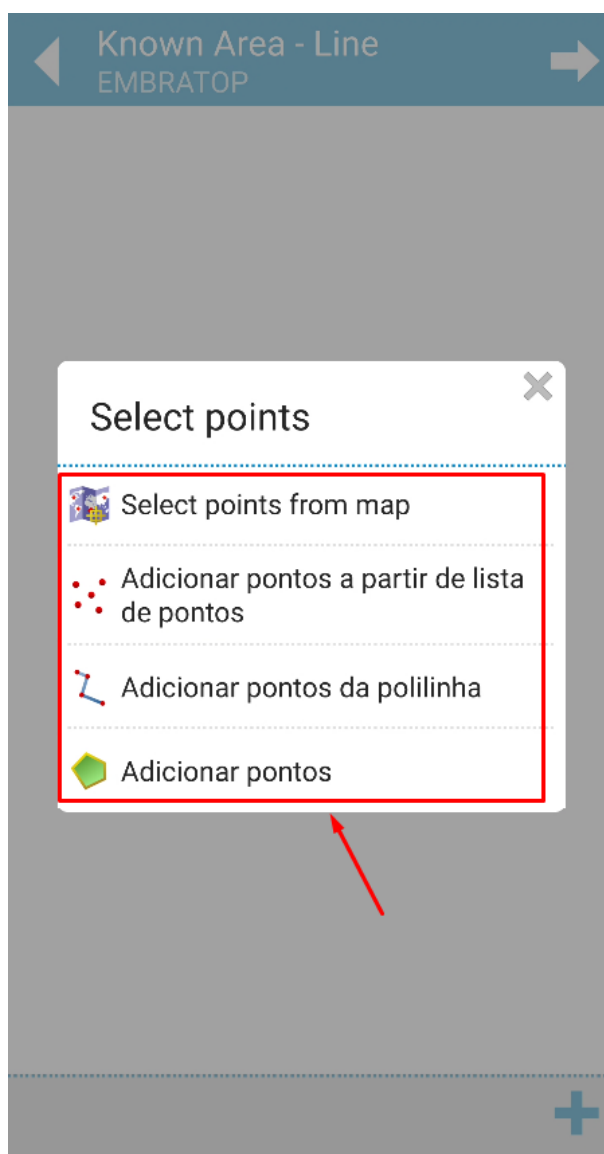 Known Area - Line
EMBRATOP
Select points
Select points from map
Adicionar pontos a partir de lista
de pontos
Adicionar pontos da polilinha
Adicionar pontos